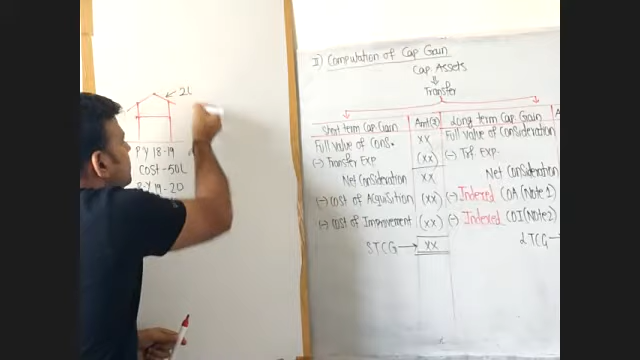 2L
P.Y 18-19
COST - 50L
P.Y 19-20
II) Computation of Cap Gain
Cap Assets
Transfer
Short term Cap Gain
Amt(₹)
Long term Cap Gain
Full value of Cons.
XX
Full value of Consideration
(-) Transfer Exp
(XX)
(-) Trf Exp.
Net Consideration
XX
Net Consideration
(-) Cost of Acquisition
(XX)
(-) Indexed COA (Note 1)
(-) Cost of Improvement
(XX)
(-) Indexed COI (Note 2)
STCG
XX
LTCG